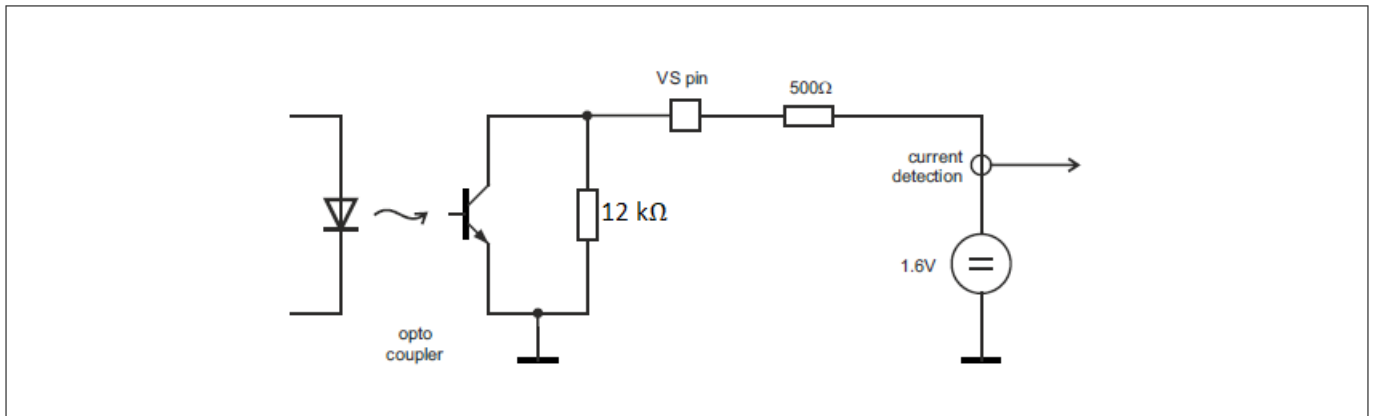 VS pin
500Ω
current
detection
12 kΩ
1.6V
opto
coupler